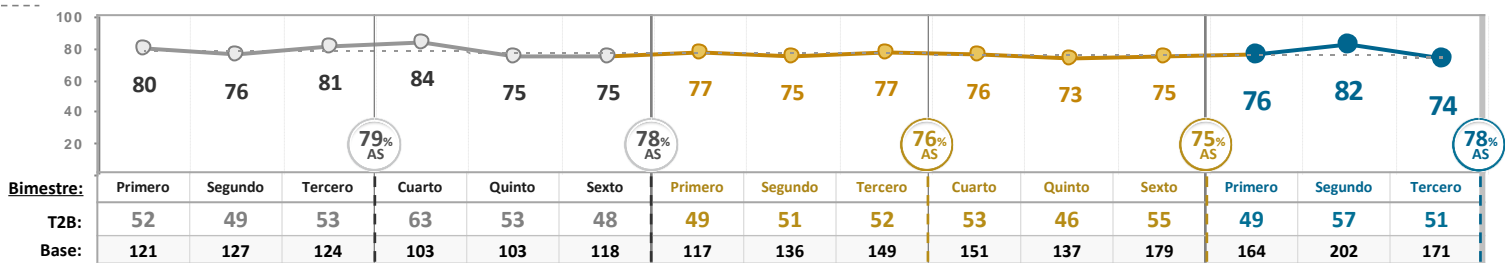 100
80
60
40
20
80 76 81 84 75 75 77 75 77 76 73 75 76 82 74
79% AS 78% AS 76% AS 75% AS 78% AS
Bimestre: Primero Segundo Tercero Cuarto Quinto Sexto Primero Segundo Tercero Cuarto Quinto Sexto Primero Segundo Tercero
T2B: 52 49 53 63 53 48 49 51 52 53 46 55 49 57 51
Base: 121 127 124 103 103 118 117 136 149 151 137 179 164 202 171